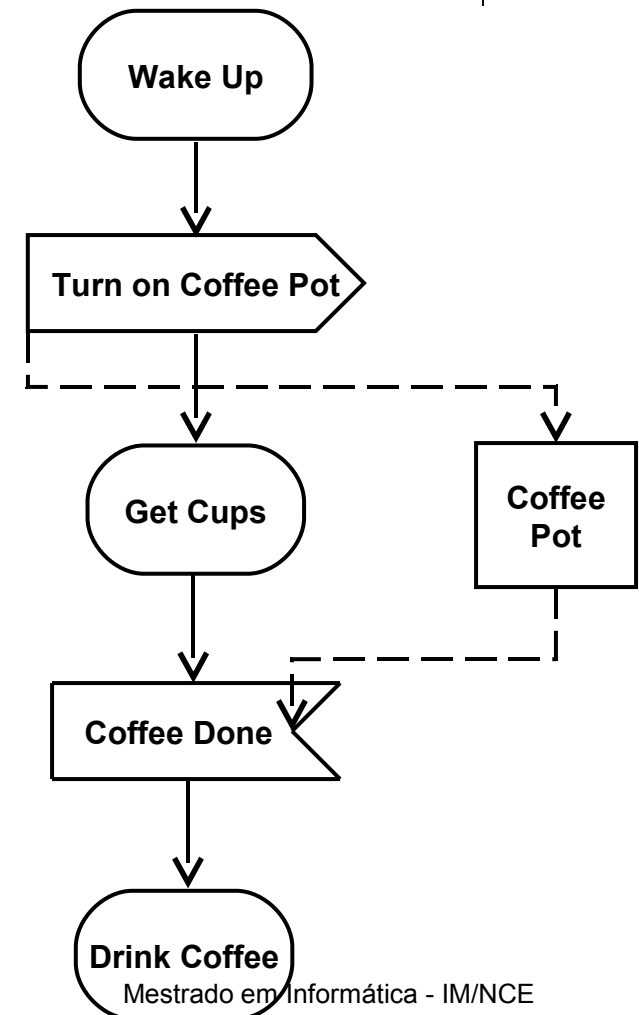 Wake Up
Turn on Coffee Pot
Get Cups
Coffee
Pot
Coffee Done
Drink Coffee
Mestrado em Informática - IM/NCE